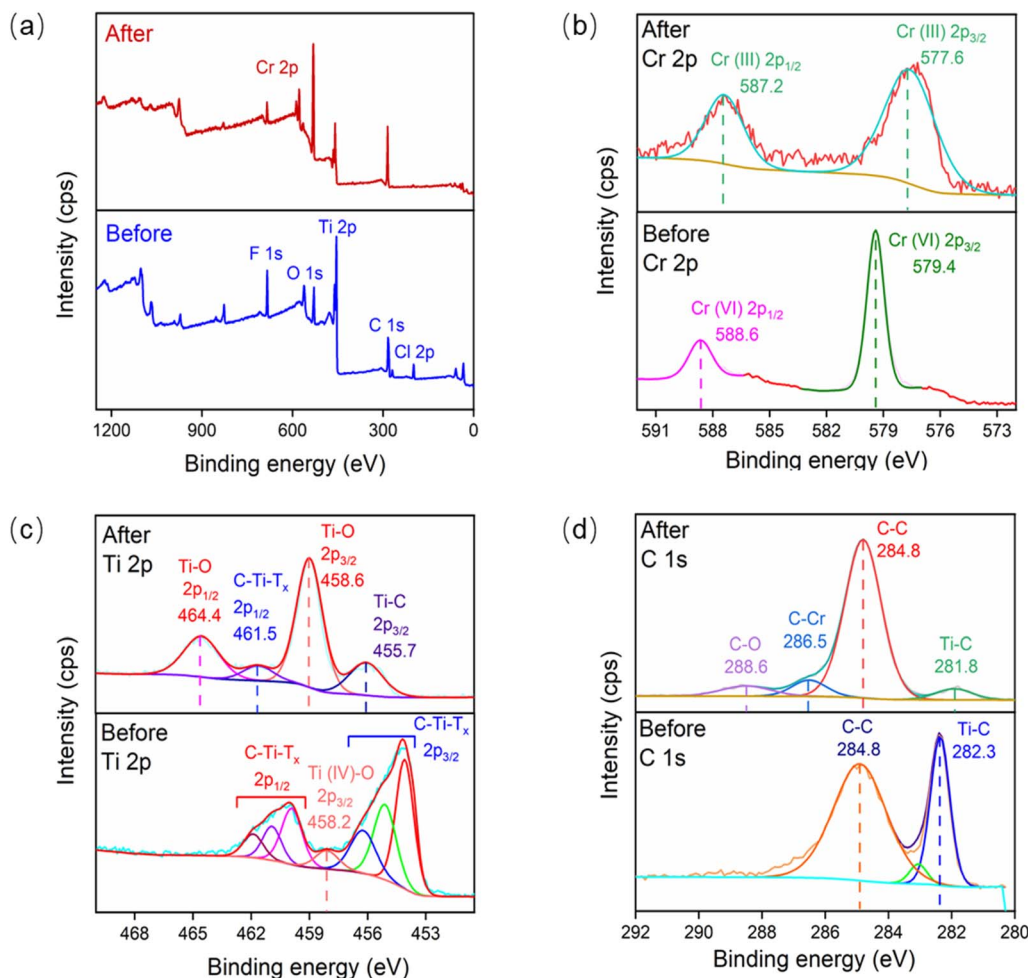 (a)
After
Cr 2p
Before
Ti 2p
F 1s
O 1s
C 1s
Cl 2p
Intensity (cps)
1200 900 600 300 0
Binding energy (eV)
(b)
After
Cr 2p
Cr (III) 2p1/2
587.2
Cr (III) 2p3/2
577.6
Before
Cr 2p
Cr (VI) 2p1/2
588.6
Cr (VI) 2p3/2
579.4
Intensity (cps)
591 588 585 582 579 576 573
Binding energy (eV)
(c)
After
Ti 2p
Ti-O
2p1/2
464.4
C-Ti-Tx
2p1/2
461.5
Ti-O
2p3/2
458.6
Ti-C
2p3/2
455.7
Before
Ti 2p
C-Ti-Tx
2p1/2
Ti (IV)-O
2p3/2
458.2
C-Ti-Tx
2p3/2
Intensity (cps)
468 465 462 459 456 453
Binding energy (eV)
(d)
After
C 1s
C-O
288.6
C-Cr
286.5
C-C
284.8
Ti-C
281.8
Before
C 1s
C-C
284.8
Ti-C
282.3
Intensity (cps)
292 290 288 286 284 282 280
Binding energy (eV)